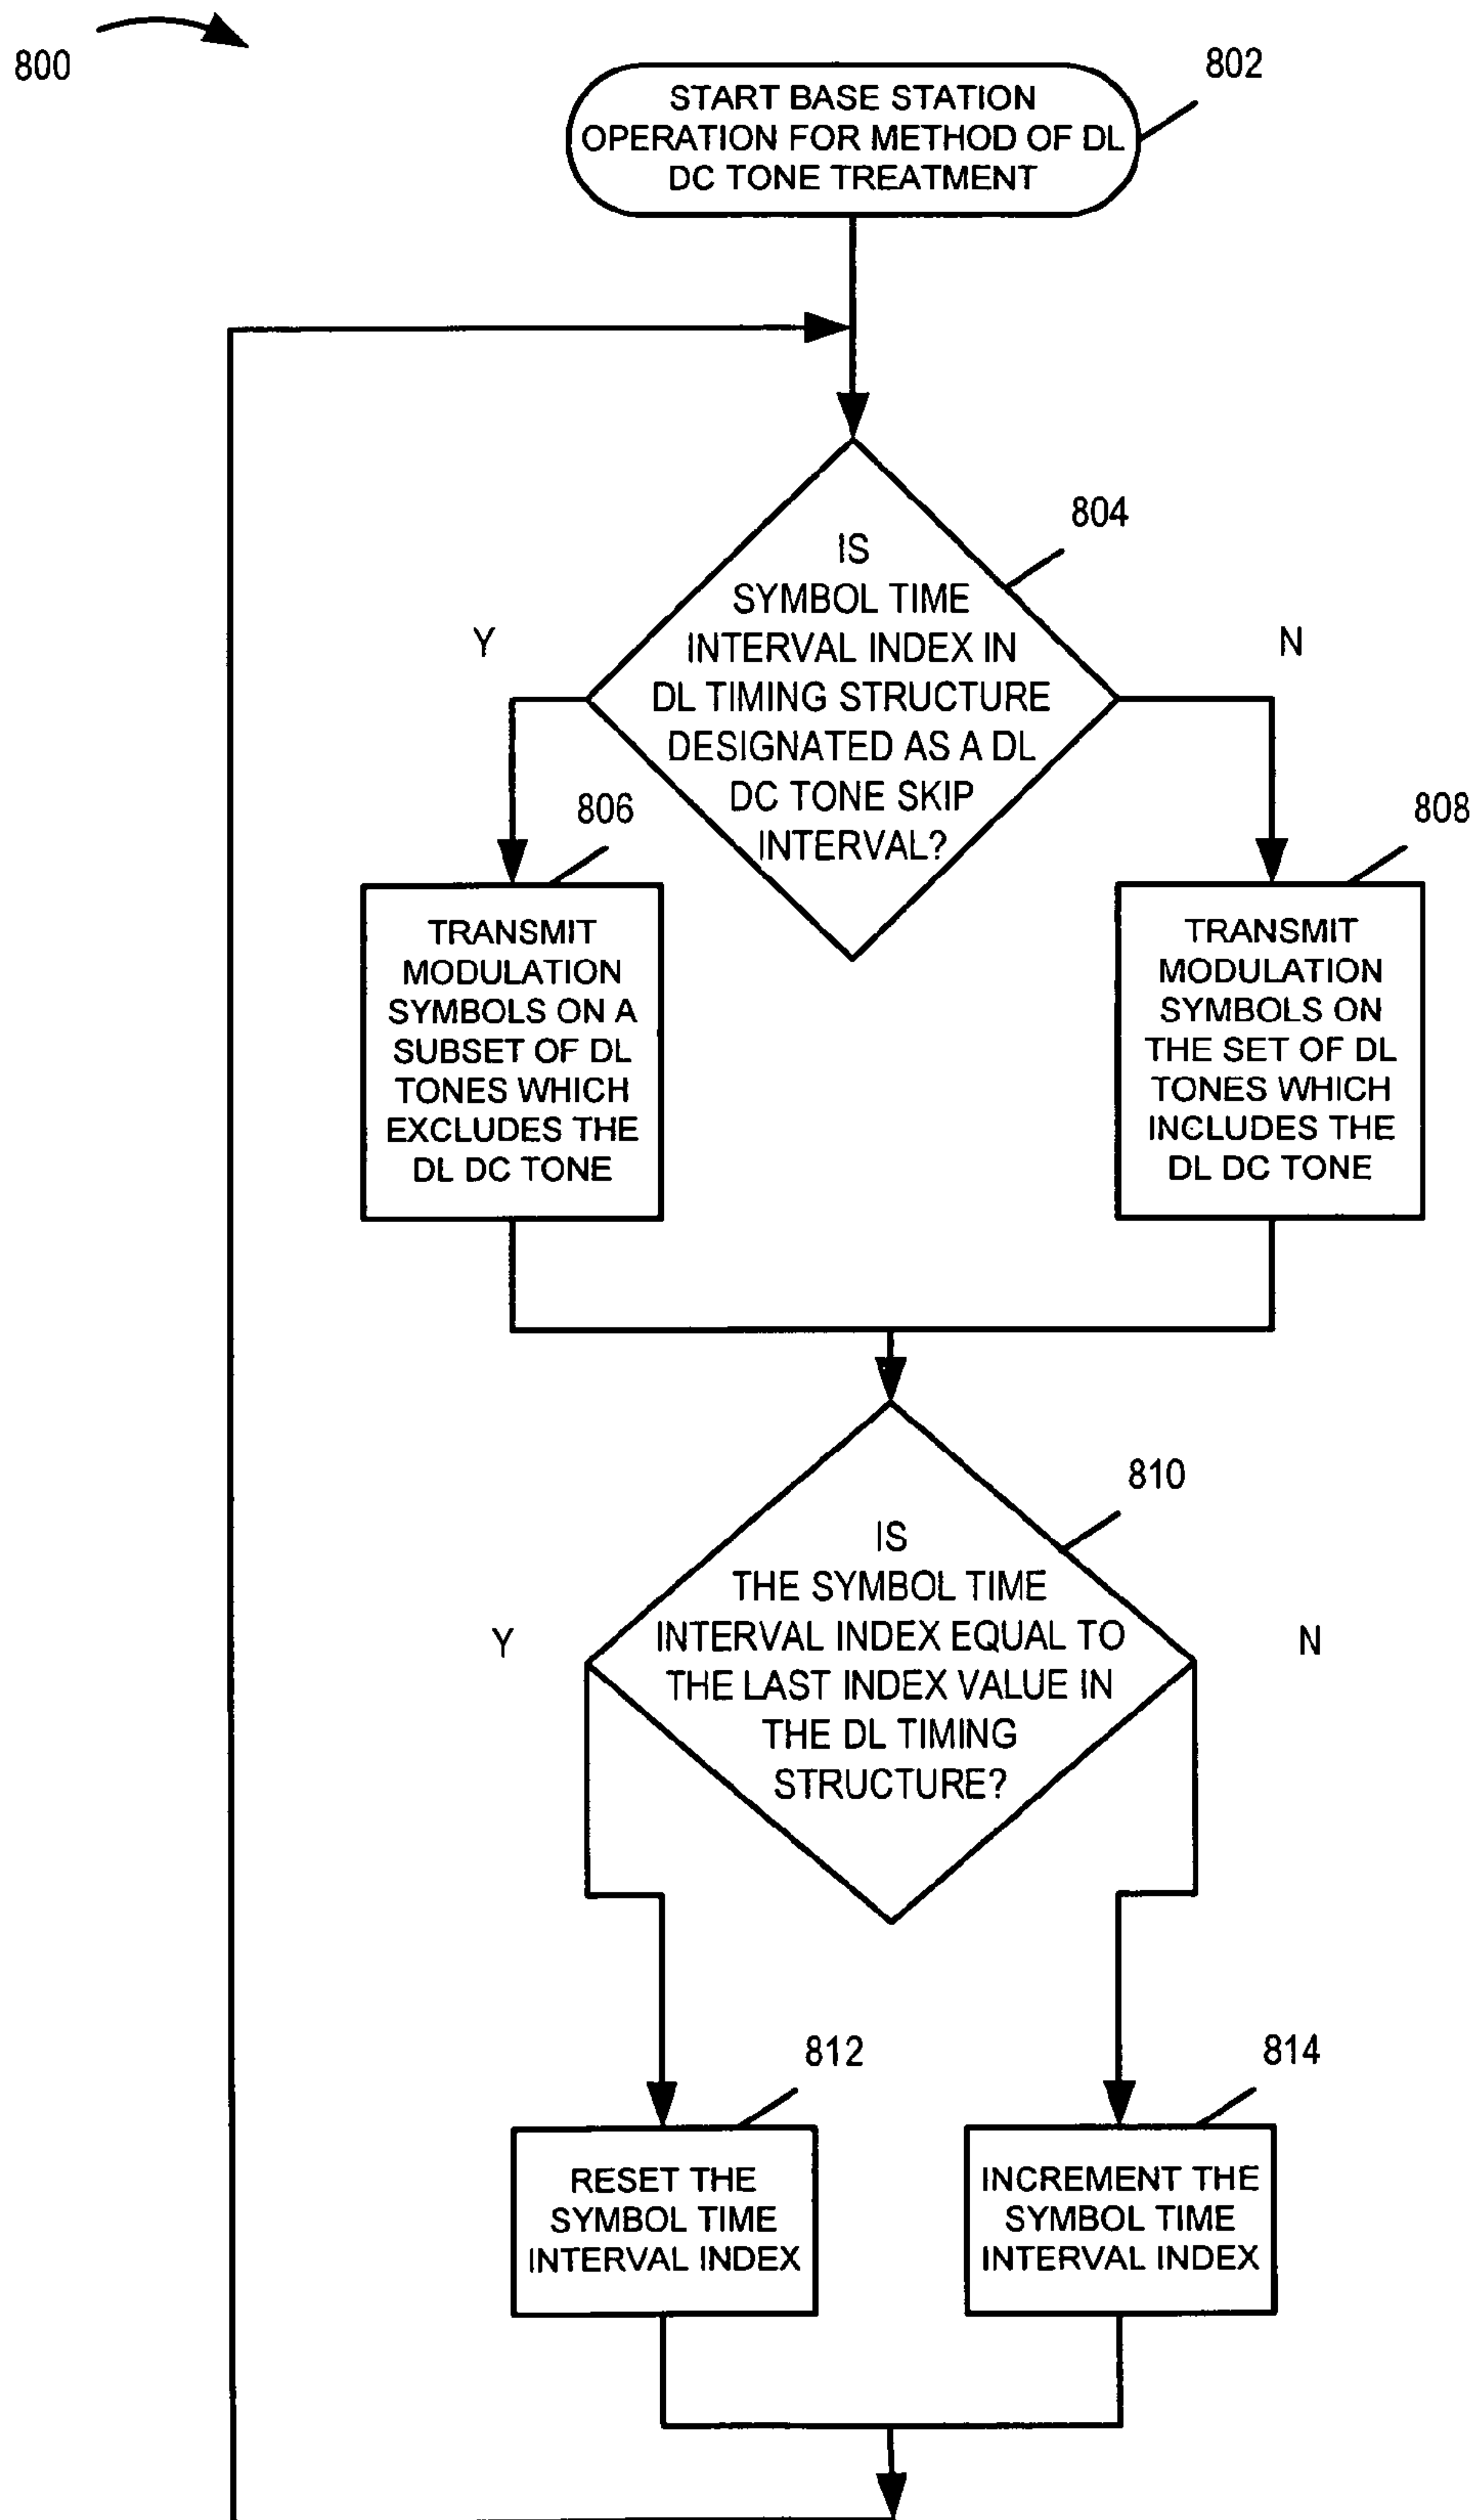 800
802
START BASE STATION
OPERATION FOR METHOD OF DL
DC TONE TREATMENT
804
IS
SYMBOL TIME
INTERVAL INDEX IN
DL TIMING STRUCTURE
DESIGNATED AS A DL
DC TONE SKIP
INTERVAL?
Y
N
806
TRANSMIT
MODULATION
SYMBOLS ON A
SUBSET OF DL
TONES WHICH
EXCLUDES THE
DL DC TONE
808
TRANSMIT
MODULATION
SYMBOLS ON
THE SET OF DL
TONES WHICH
INCLUDES THE
DL DC TONE
810
IS
THE SYMBOL TIME
INTERVAL INDEX EQUAL TO
THE LAST INDEX VALUE IN
THE DL TIMING
STRUCTURE?
Y
N
812
RESET THE
SYMBOL TIME
INTERVAL INDEX
814
INCREMENT THE
SYMBOL TIME
INTERVAL INDEX